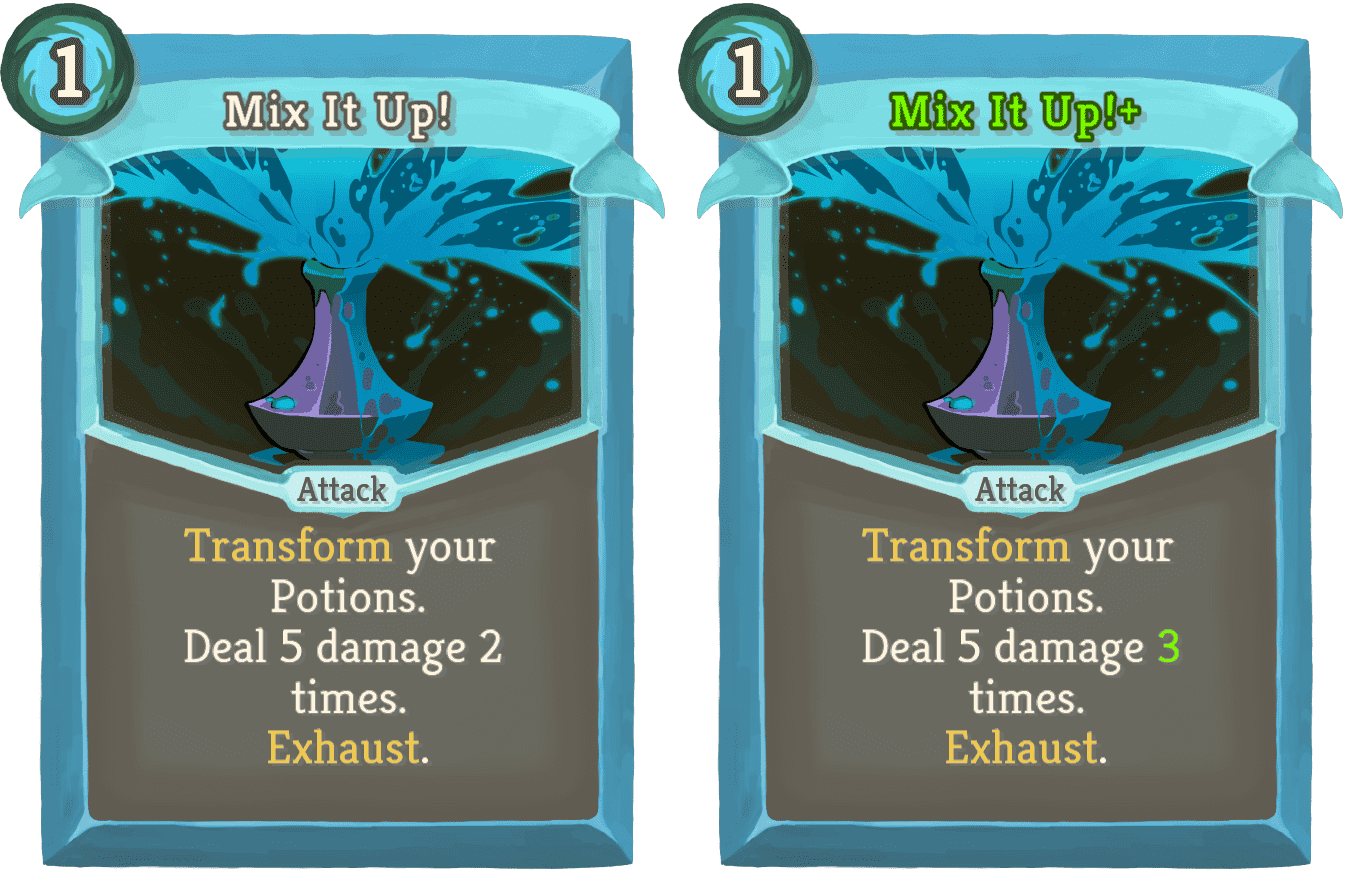 1
Mix It Up!
Attack
Transform your
Potions.
Deal 5 damage 2
times.
Exhaust.
1
Mix It Up!+
Attack
Transform your
Potions.
Deal 5 damage 3
times.
Exhaust.